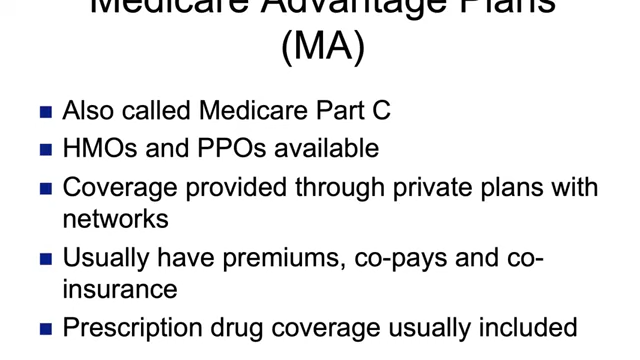 Medicare Advantage Plans
(MA)
Also called Medicare Part C
HMOs and PPOs available
Coverage provided through private plans with
networks
Usually have premiums, co-pays and co-
insurance
Prescription drug coverage usually included